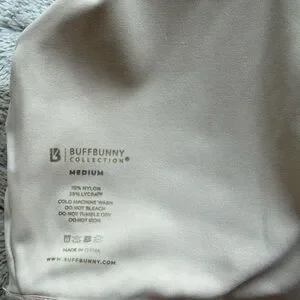 BUFFBUNNY
COLLECTION®
MEDIUM
75% NYLON
25% LYCRA®
COLD MACHINE WASH
DO NOT BLEACH
DO NOT TUMBLE DRY
DO NOT IRON
MADE IN CHINA
WWW.BUFFBUNNY.COM